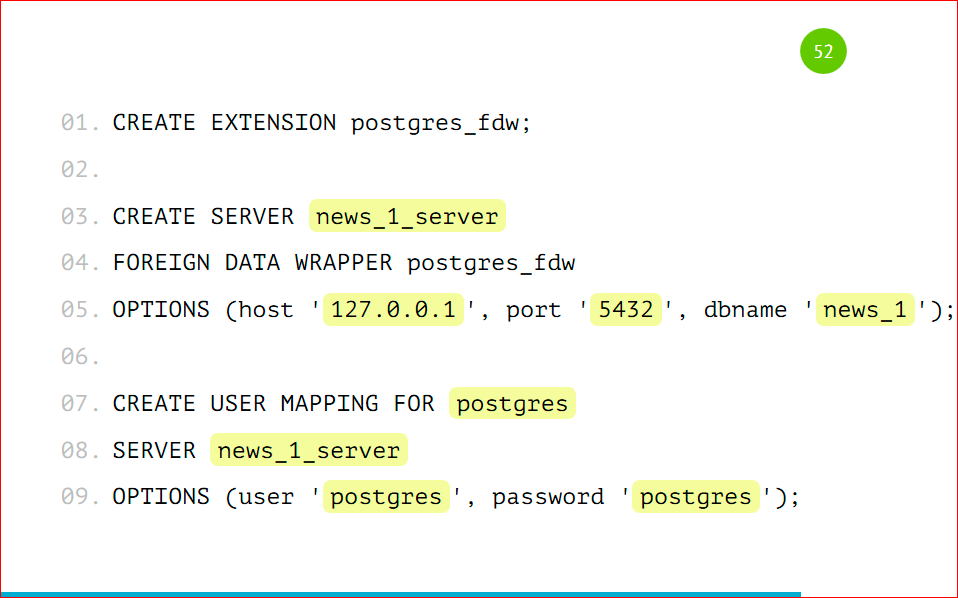 52
01. CREATE EXTENSION postgres_fdw;
02.
03. CREATE SERVER news_1_server
04. FOREIGN DATA WRAPPER postgres_fdw
05. OPTIONS (host '127.0.0.1', port '5432', dbname 'news_1');
06.
07. CREATE USER MAPPING FOR postgres
08. SERVER news_1_server
09. OPTIONS (user 'postgres', password 'postgres');